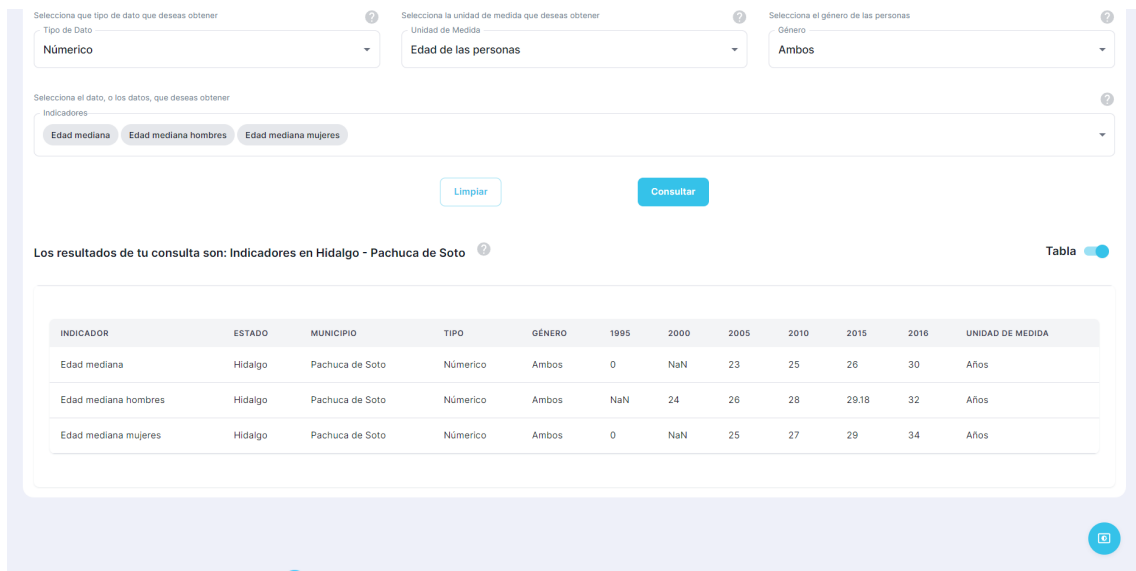 Selecciona que tipo de dato que deseas obtener ? Selecciona la unidad de medida que deseas obtener ? Selecciona el género de las personas ?
Tipo de Dato Unidad de Medida Género
Númerico Edad de las personas Ambos
Selecciona el dato, o los datos, que deseas obtener ?
Indicadores
Edad mediana Edad mediana hombres Edad mediana mujeres
Limpiar Consultar
Los resultados de tu consulta son: Indicadores en Hidalgo - Pachuca de Soto ? Tabla
INDICADOR ESTADO MUNICIPIO TIPO GÉNERO 1995 2000 2005 2010 2015 2016 UNIDAD DE MEDIDA
Edad mediana Hidalgo Pachuca de Soto Númerico Ambos 0 NaN 23 25 26 30 Años
Edad mediana hombres Hidalgo Pachuca de Soto Númerico Ambos NaN 24 26 28 29.18 32 Años
Edad mediana mujeres Hidalgo Pachuca de Soto Númerico Ambos 0 NaN 25 27 29 34 Años